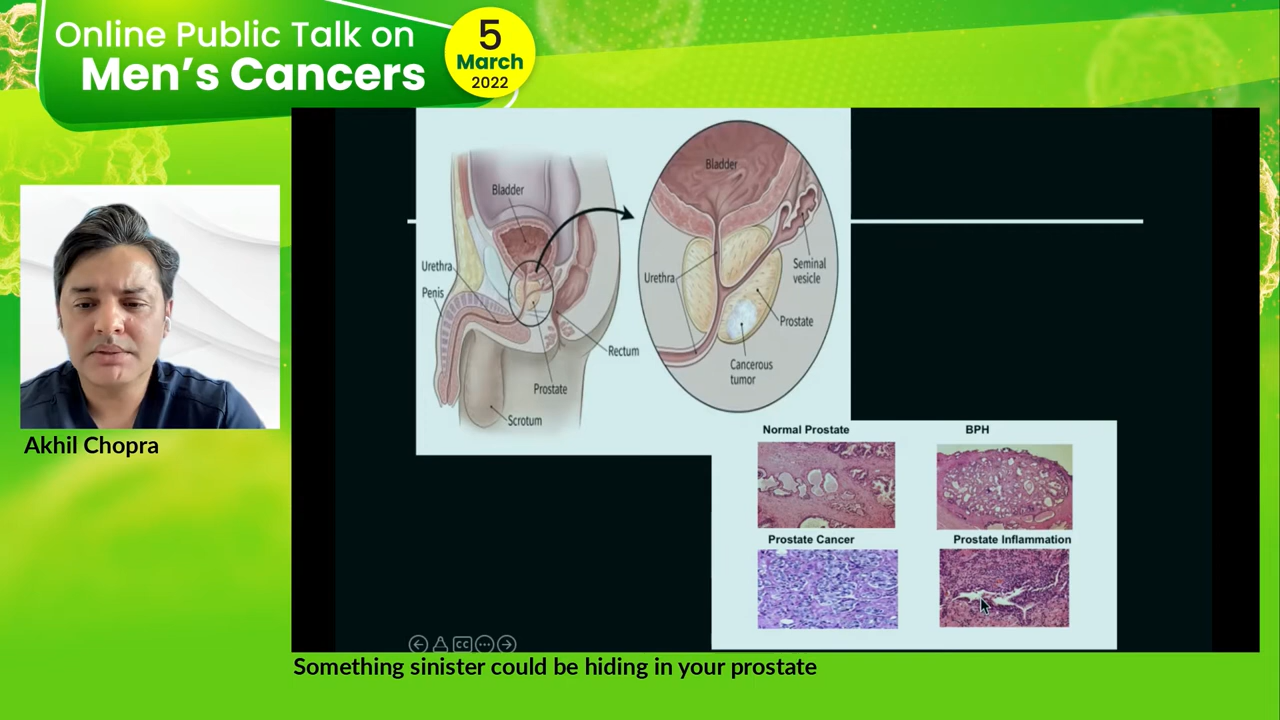 Online Public Talk on
Men's Cancers
5
March
2022
Akhil Chopra
Bladder
Urethra
Penis
Rectum
Prostate
Scrotum
Bladder
Urethra
Seminal
vesicle
Prostate
Cancerous
tumor
Normal Prostate
BPH
Prostate Cancer
Prostate Inflammation
CC
Something sinister could be hiding in your prostate